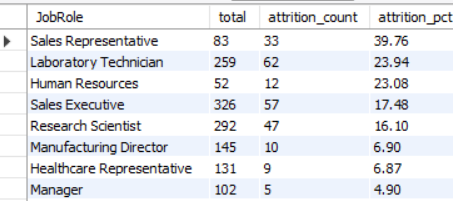 JobRole total attrition_count attrition_pct
Sales Representative 83 33 39.76
Laboratory Technician 259 62 23.94
Human Resources 52 12 23.08
Sales Executive 326 57 17.48
Research Scientist 292 47 16.10
Manufacturing Director 145 10 6.90
Healthcare Representative 131 9 6.87
Manager 102 5 4.90